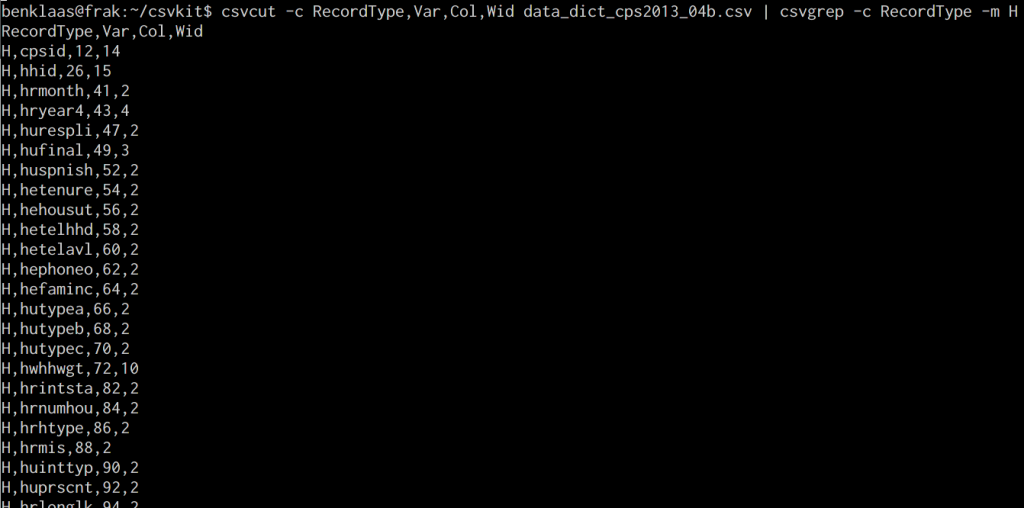 benklaas@frak:~/csvkit$ csvcut -c RecordType,Var,Col,Wid data_dict_cps2013_04b.csv | csvgrep -c RecordType -m H
RecordType,Var,Col,Wid
H,cpsid,12,14
H,hhid,26,15
H,hrmonth,41,2
H,hryear4,43,4
H,hurespli,47,2
H,hufinal,49,3
H,huspnish,52,2
H,hetenure,54,2
H,hehousut,56,2
H,hetelhhd,58,2
H,hetelavl,60,2
H,hephoneo,62,2
H,hefaminc,64,2
H,hutypea,66,2
H,hutypeb,68,2
H,hutypec,70,2
H,hwhhwgt,72,10
H,hrintsta,82,2
H,hrnumhou,84,2
H,hrhtype,86,2
H,hrmis,88,2
H,huinttyp,90,2
H,huprscnt,92,2
H,hrlonglk,94,2